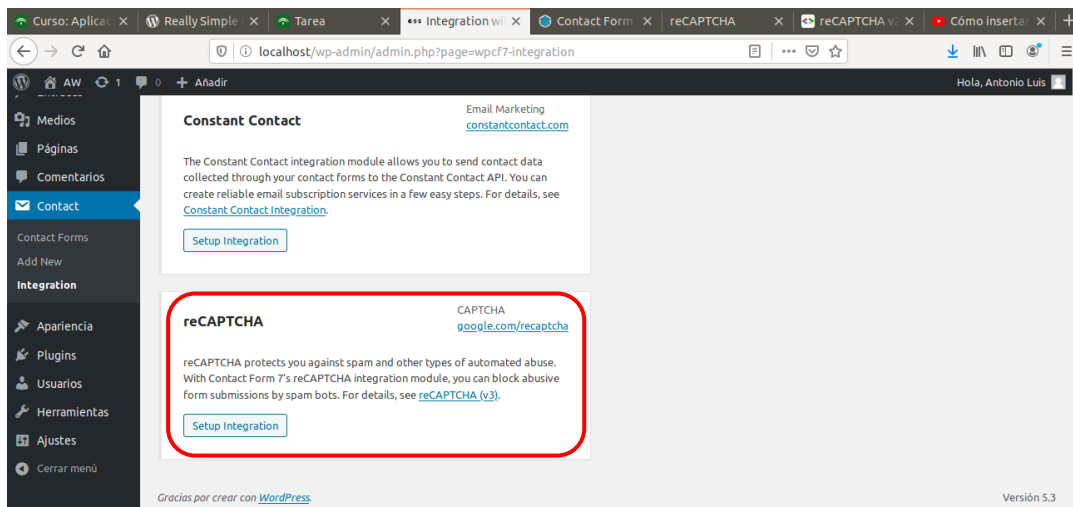 Curso: Aplicac
Really Simple
Tarea
Integration wi
Contact Form
reCAPTCHA
reCAPTCHA v2
Cómo inserta
localhost/wp-admin/admin.php?page=wpcf7-integration
AW
1
0
+ Añadir
Hola, Antonio Luis
Medios
Páginas
Comentarios
Contact
Contact Forms
Add New
Integration
Apariencia
Plugins
Usuarios
Herramientas
Ajustes
Cerrar menú
Constant Contact
Email Marketing
constantcontact.com
The Constant Contact integration module allows you to send contact data
collected through your contact forms to the Constant Contact API. You can
create reliable email subscription services in a few easy steps. For details, see
Constant Contact Integration.
Setup Integration
reCAPTCHA
CAPTCHA
google.com/recaptcha
reCAPTCHA protects you against spam and other types of automated abuse.
With Contact Form 7's reCAPTCHA integration module, you can block abusive
form submissions by spam bots. For details, see reCAPTCHA (v3).
Setup Integration
Gracias por crear con WordPress.
Versión 5.3